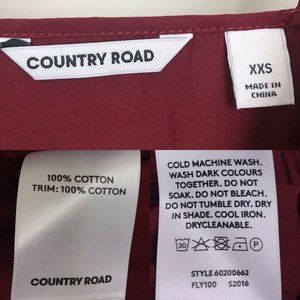 COUNTRY ROAD
XXS
MADE IN
CHINA
100% COTTON
TRIM: 100% COTTON
COUNTRY ROAD
COLD MACHINE WASH.
WASH DARK COLOURS
TOGETHER. DO NOT
SOAK. DO NOT BLEACH.
DO NOT TUMBLE DRY. DRY
IN SHADE. COOL IRON.
DRYCLEANABLE.
30
P
STYLE 60200662
FLY100 S2016